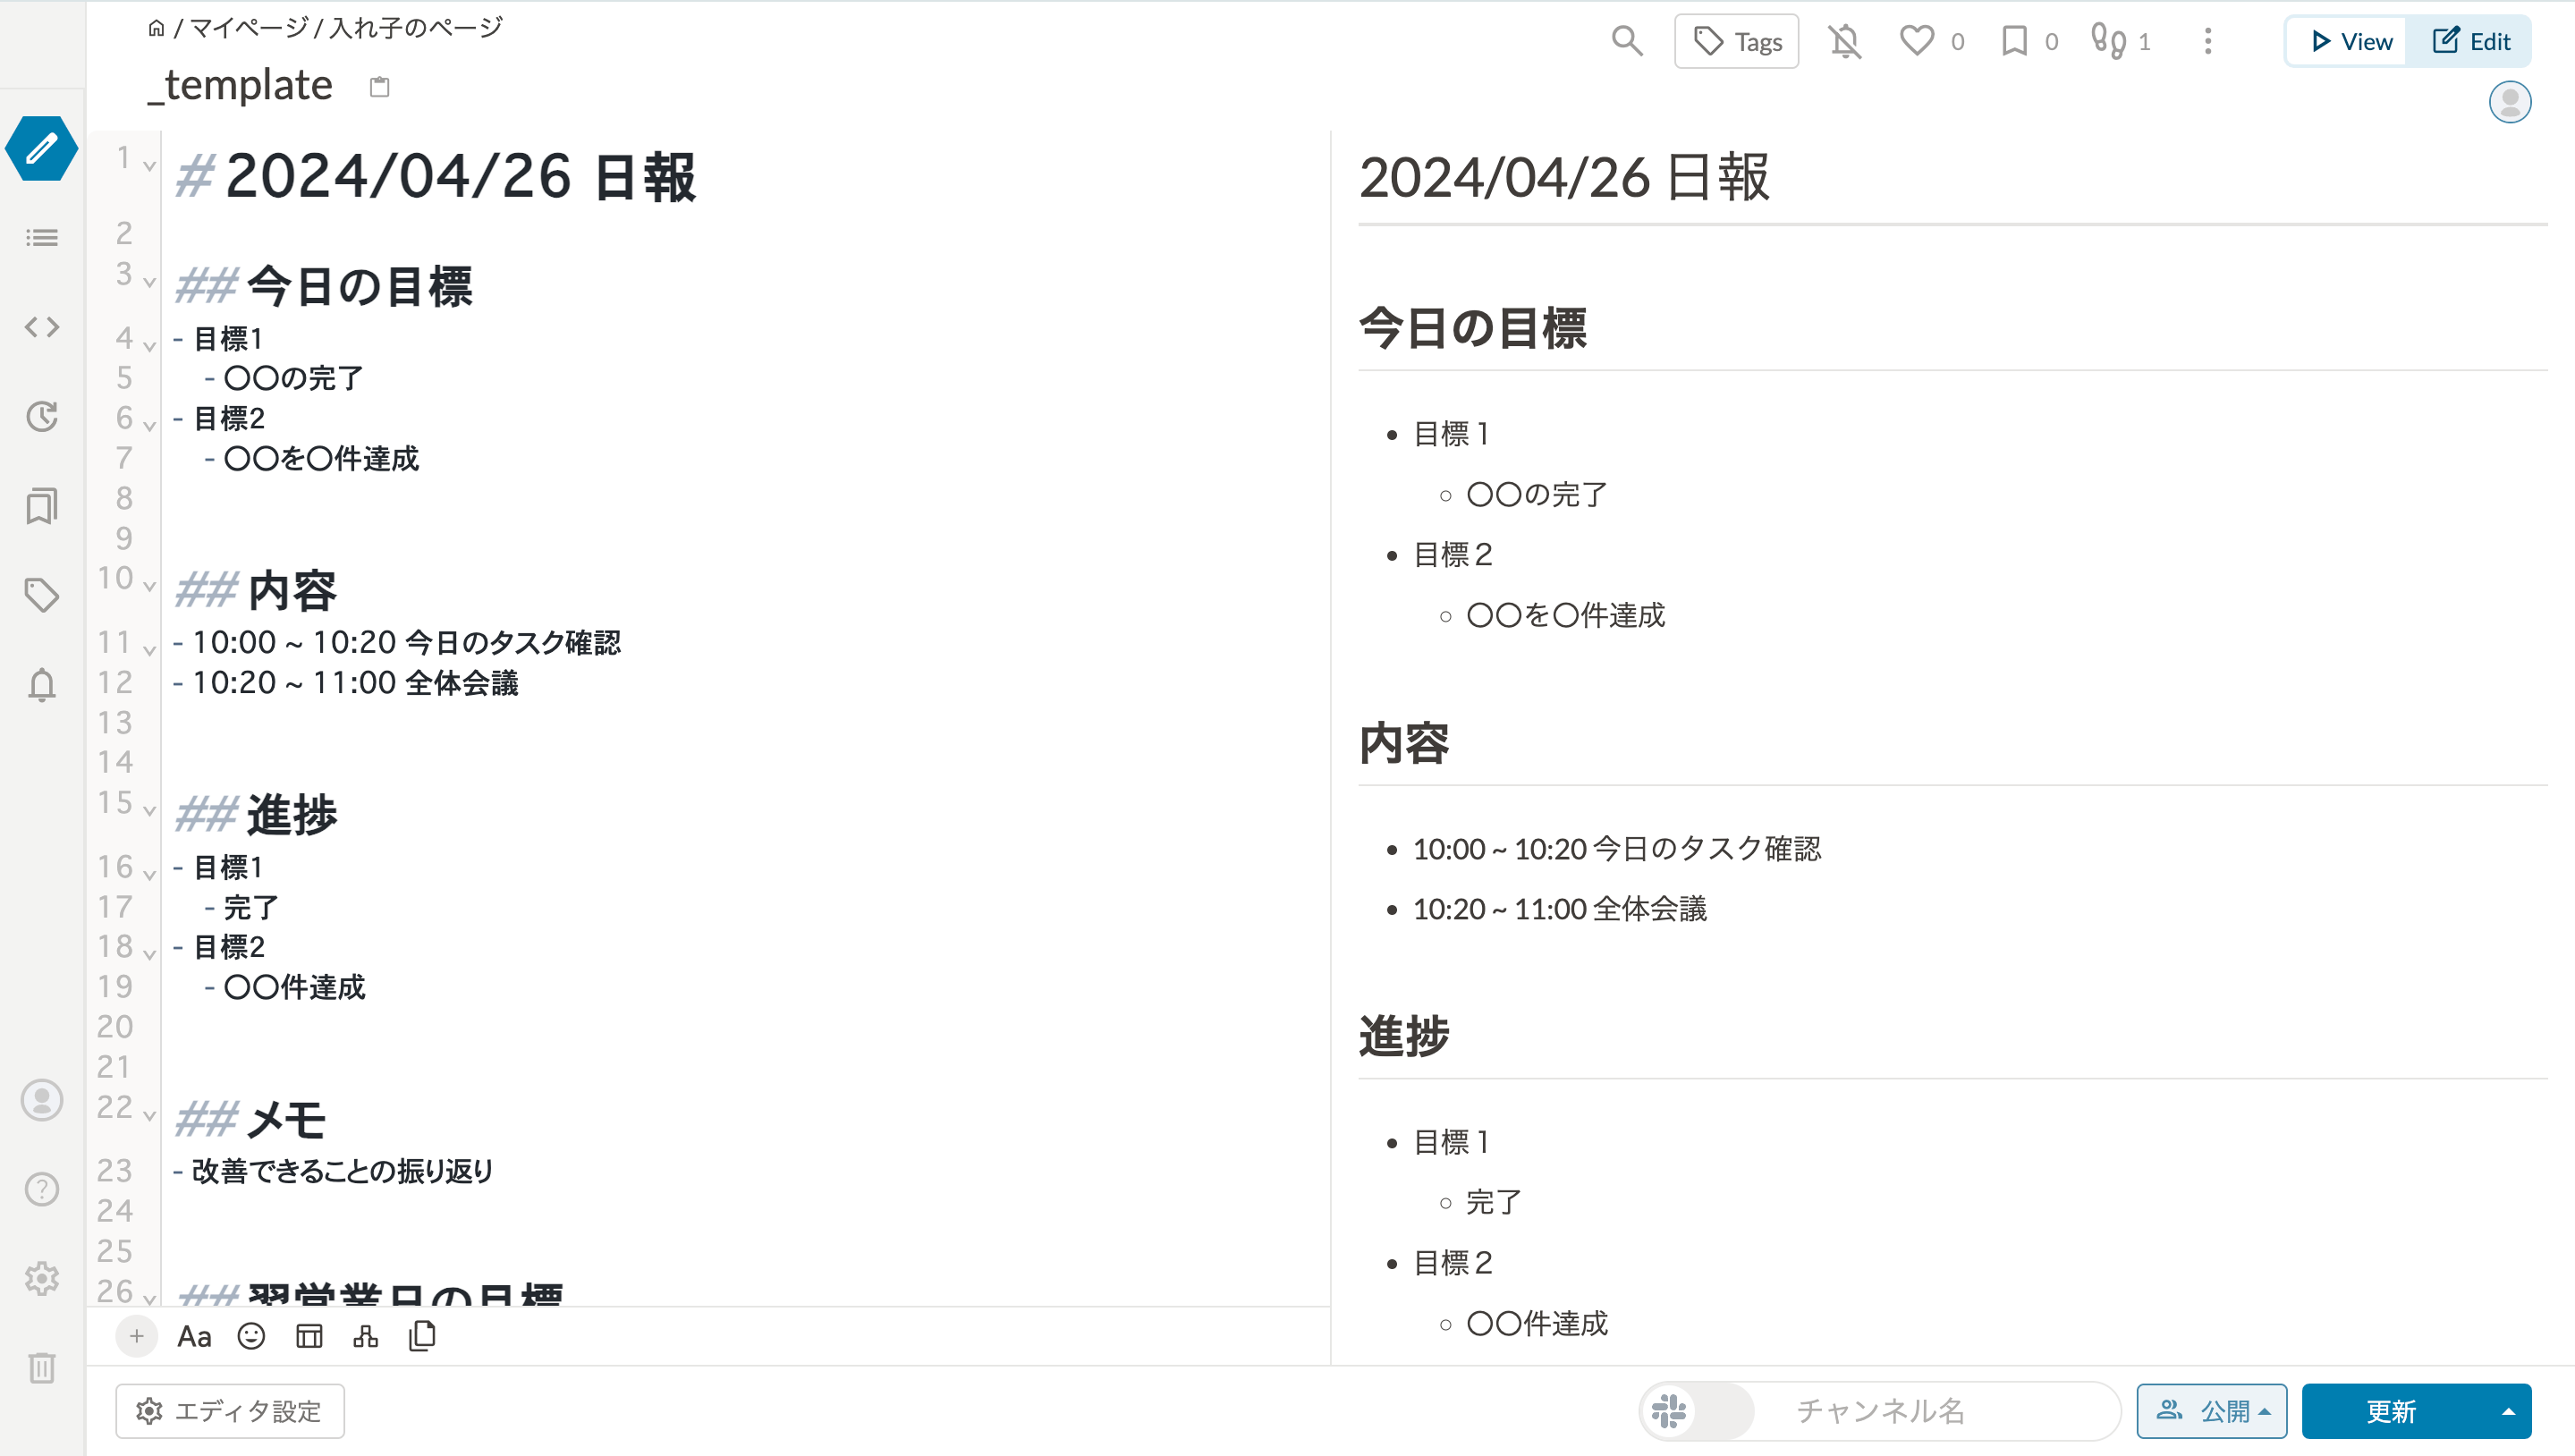 / マイページ / 入れ子のページ
_template
Tags
0
0
1
View
Edit
1 # 2024/04/26 日報
2
3 ## 今日の目標
4 - 目標1
5 - 〇〇の完了
6 - 目標2
7 - 〇〇を〇件達成
8
9
10 ## 内容
11 - 10:00 ~ 10:20 今日のタスク確認
12 - 10:20 ~ 11:00 全体会議
13
14
15 ## 進捗
16 - 目標1
17 - 完了
18 - 目標2
19 - 〇〇件達成
20
21
22 ## メモ
23 - 改善できることの振り返り
24
25
26 ## 翌営業日の目標
2024/04/26 日報
今日の目標
目標1
〇〇の完了
目標2
〇〇を〇件達成
内容
10:00 ~ 10:20 今日のタスク確認
10:20 ~ 11:00 全体会議
進捗
目標1
完了
目標2
〇〇件達成
Aa
エディタ設定
チャンネル名
公開
更新